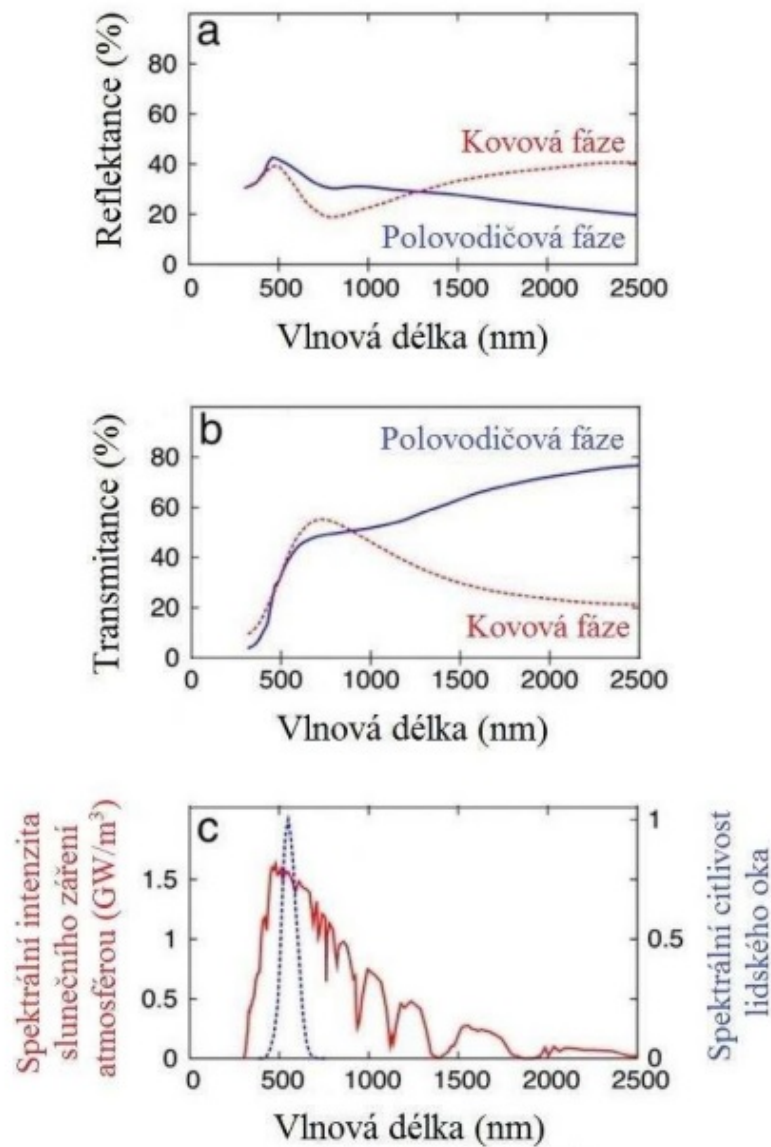 a
Reflektance (%)
80
60
40
20
0
Kovová fáze
Polovodičová fáze
0 500 1000 1500 2000 2500
Vlnová délka (nm)
b
Transmitance (%)
80
60
40
20
0
Polovodičová fáze
Kovová fáze
0 500 1000 1500 2000 2500
Vlnová délka (nm)
c
Spektrální intenzita
slunečního záření
atmosférou (GW/m³)
1.5
1
0.5
0
1
0.5
0
Spektrální citlivost
lidského oka
0 500 1000 1500 2000 2500
Vlnová délka (nm)